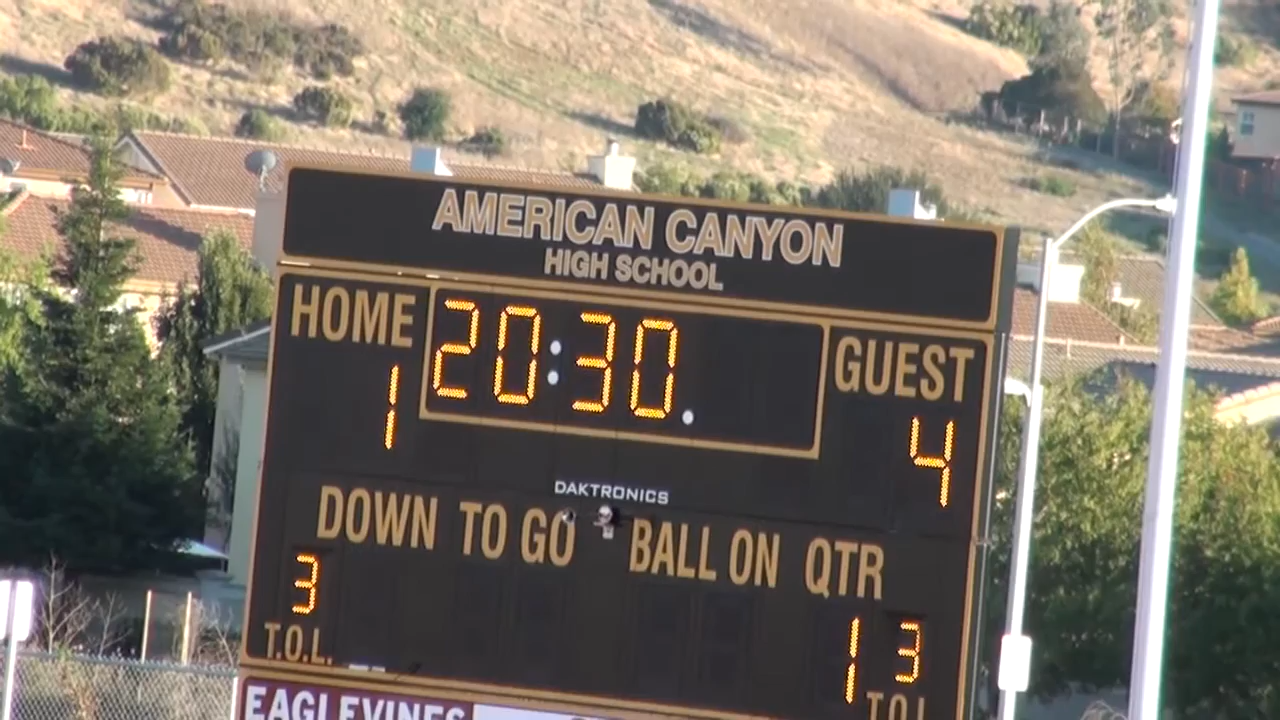 AMERICAN CANYON
HIGH SCHOOL
HOME 20:30. GUEST
1 4
DAKTRONICS
DOWN TO GO BALL ON QTR
3 1 3
T.O.L. T.O.L
EAGLEVINES